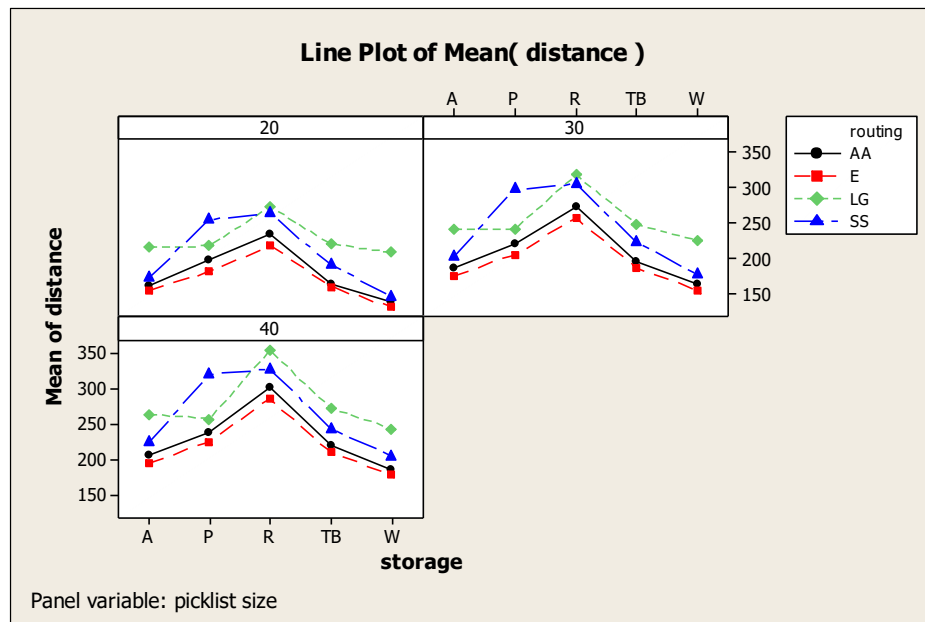 Line Plot of Mean( distance )
A P R TB W
20 30
routing
AA
E
LG
SS
350
300
250
200
150
Mean of distance
40
350
300
250
200
150
A P R TB W
storage
Panel variable: picklist size